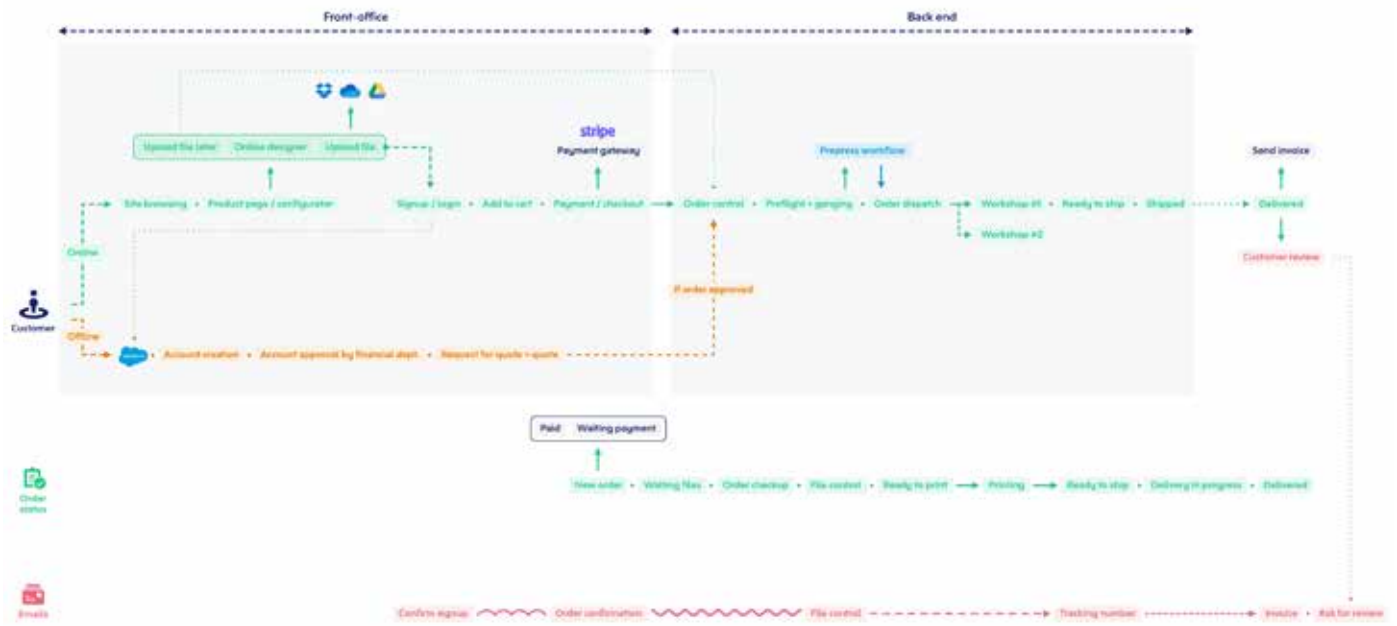 Front-office
Back end
stripe
Upload file later Online designer Upload file
Payment gateway
Prepress workflow
Send invoice
Site browsing • Product page / configurator
Signup / login • Add to cart • Payment / checkout
Order control • Preflight + ganging • Order dispatch
Workshop #1 • Ready to ship • Shipped
Delivered
Workshop #2
Online
Customer review
If order approved
Customer
Offline
Account creation • Account approval by financial dept. • Request for quote > quote
Paid Waiting payment
Order
status
New order • Waiting files • Order checkup • File control • Ready to print Printing Ready to ship • Delivery in progress • Delivered
Emails
Confirm signup Order confirmation File control Tracking number Invoice • Ask for review